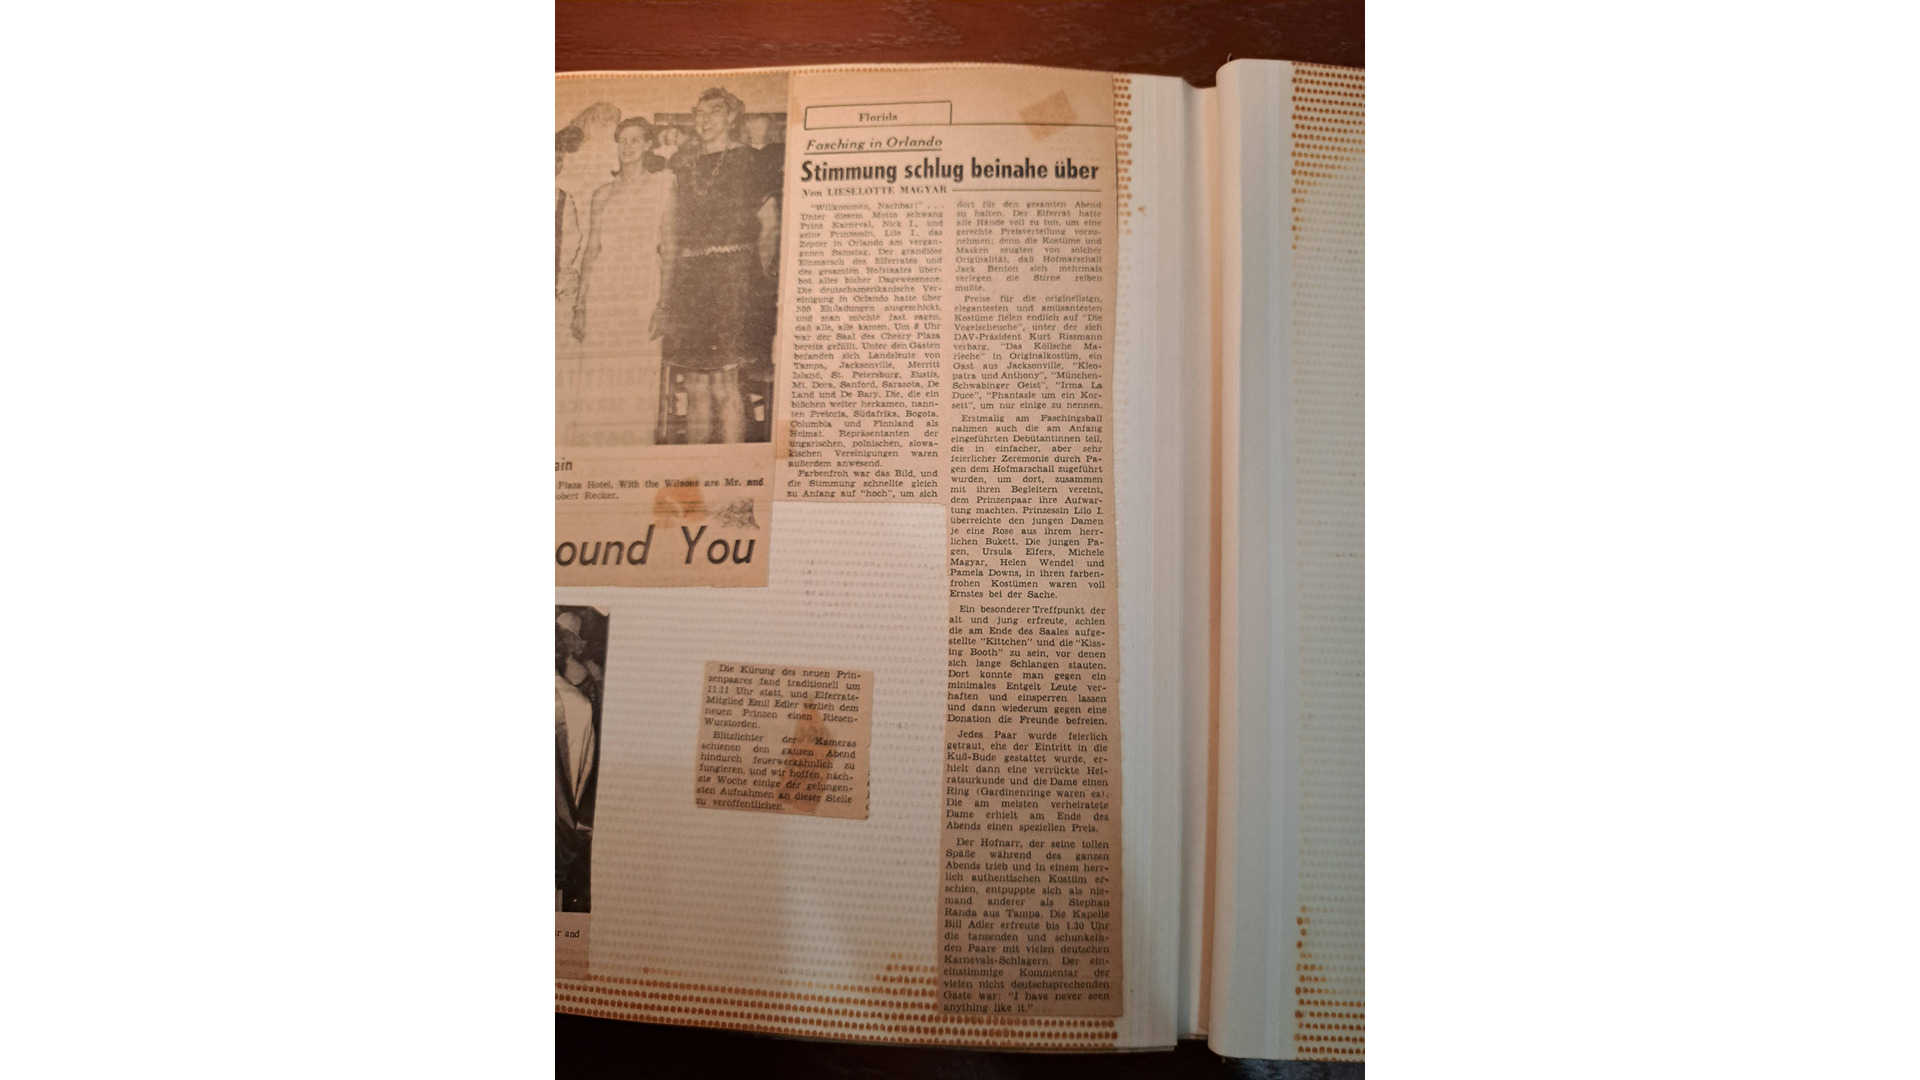 ain
Plaza Hotel. With the Wilsons are Mr. and
obert Recker.
ound You
r and
Florida
Fasching in Orlando
Stimmung schlug beinahe über
Von LIESELOTTE MAGYAR
"Willkommen, Nachbar!" . . .
Unter diesem Motto schwang
Prinz Karneval, Nick I., und
seine Prinzessin, Lilo I., das
Zepter in Orlando am vergan-
genen Samstag. Der grandiose
Einmarsch des Elferrates und
des gesamten Hofstaates über-
bot alles bisher Dagewesenene.
Die deutschamerikanische Ver-
einigung in Orlando hatte über
500 Einladungen ausgeschickt,
und man möchte fast sagen,
daß alle, alle kamen. Um 8 Uhr
war der Saal des Cherry Plaza
bereits gefüllt. Unter den Gästen
befanden sich Landsleute von
Tampa, Jacksonville, Merritt
Island, St. Petersburg, Eustis,
Mt. Dora, Sanford, Sarasota, De
Land und De Bary. Die, die ein
bißchen weiter herkamen, nann-
ten Pretoria, Südafrika, Bogota,
Columbia und Finnland als
Heimat. Repräsentanten der
ungarischen, polnischen, slowa-
kischen Vereinigungen waren
außerdem anwesend.
Farbenfroh war das Bild, und
die Stimmung schnellte gleich
zu Anfang auf "hoch", um sich
dort für den gesamten Abend
zu halten. Der Elferrat hatte
alle Hände voll zu tun, um eine
gerechte Preisverteilung vorzu-
nehmen; denn die Kostüme und
Masken zeugten von solcher
Originalität, daß Hofmarschall
Jack Benton sich mehrmals
verlegen die Stirne reiben
mußte.
Preise für die originellsten,
elegantesten und amüsantesten
Kostüme fielen endlich auf "Die
Vogelscheuche", unter der sich
DAV-Präsident Kurt Rissmann
verbarg, "Das Köllsche Ma-
rieche" in Originalkostüm, ein
Gast aus Jacksonville, "Kleo-
patra und Anthony", "München-
Schwabinger Geist", "Irma La
Duce", "Phantasie um ein Kor-
sett", um nur einige zu nennen.
Erstmalig am Faschingsball
nahmen auch die am Anfang
eingeführten Debütantinnen teil,
die in einfacher, aber sehr
feierlicher Zeremonie durch Pa-
gen dem Hofmarschall zugeführt
wurden, um dort, zusammen
mit ihren Begleitern vereint,
dem Prinzenpaar ihre Aufwar-
tung machten. Prinzessin Lilo I.
überreichte den jungen Damen
je eine Rose aus ihrem herr-
lichen Bukett. Die jungen Pa-
gen, Ursula Elfers, Michele
Magyar, Helen Wendel und
Pamela Downs, in ihren farben-
frohen Kostümen waren voll
Ernstes bei der Sache.
Ein besonderer Treffpunkt der
alt und jung erfreute, schien
die am Ende des Saales aufge-
stellte "Kittchen" und die "Kiss-
ing Booth" zu sein, vor denen
sich lange Schlangen stauten.
Dort konnte man gegen ein
minimales Entgelt Leute ver-
haften und einsperren lassen
und dann wiederum gegen eine
Donation die Freunde befreien.
Jedes Paar wurde feierlich
getraut, ehe der Eintritt in die
Kuß-Bude gestattet wurde, er-
hielt dann eine verrückte Hei-
ratsurkunde und die Dame einen
Ring (Gardinenringe waren es).
Die am meisten verheiratete
Dame erhielt am Ende des
Abends einen speziellen Preis.
Der Hofnarr, der seine tollen
Späße während des ganzen
Abends trieb und in einem herr-
lich authentischen Kostüm er-
schien, entpuppte sich als nie-
mand anderer als Stephan
Randa aus Tampa. Die Kapelle
Bill Adler erfreute bis 1.30 Uhr
die tanzenden und schunkeln-
den Paare mit vielen deutschen
Karnevals-Schlagern. Der ein-
einstimmige Kommentar der
vielen nicht deutschsprechenden
Gäste war: "I have never seen
anything like it."
Die Kürung des neuen Prin-
zenpaares fand traditionell um
11:11 Uhr statt, und Elferrats-
Mitglied Emil Edler verlieh dem
neuen Prinzen einen Riesen-
Wurstorden.
Blitzlichter der Kameras
schienen den ganzen Abend
hindurch feuerwerkähnlich zu
fungieren, und wir hoffen, näch-
ste Woche einige der gelungen-
sten Aufnahmen an dieser Stelle
zu veröffentlichen.